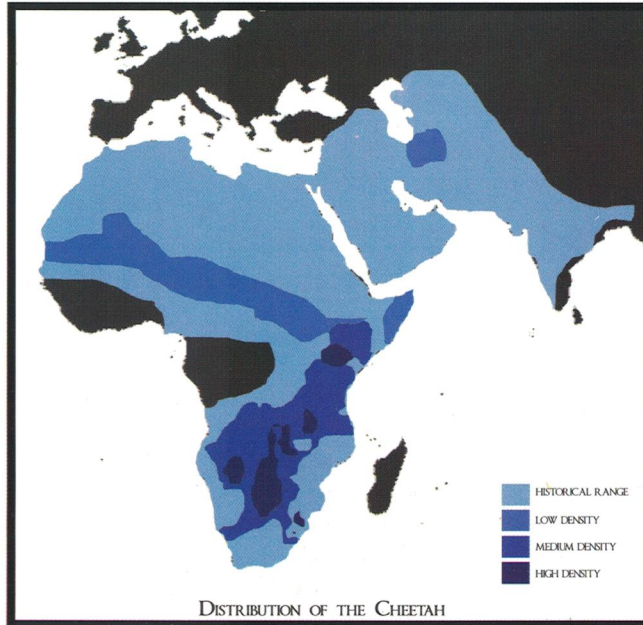 HISTORICAL RANGE
LOW DENSITY
MEDIUM DENSITY
HIGH DENSITY
DISTRIBUTION OF THE CHEETAH